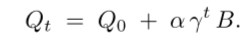 Q_t = Q_0 + α γ^t B.